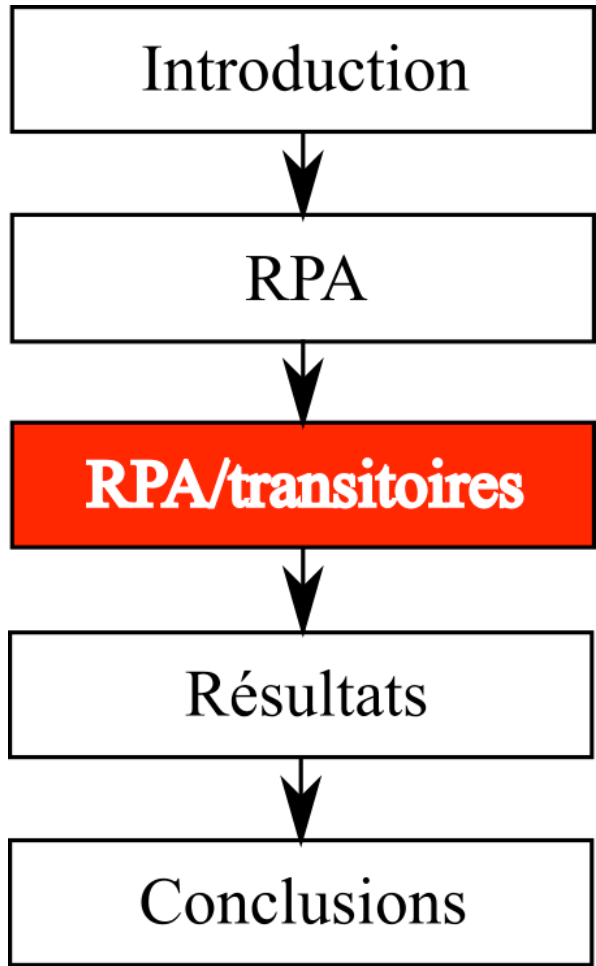 Introduction
RPA
RPA/transitoires
Résultats
Conclusions